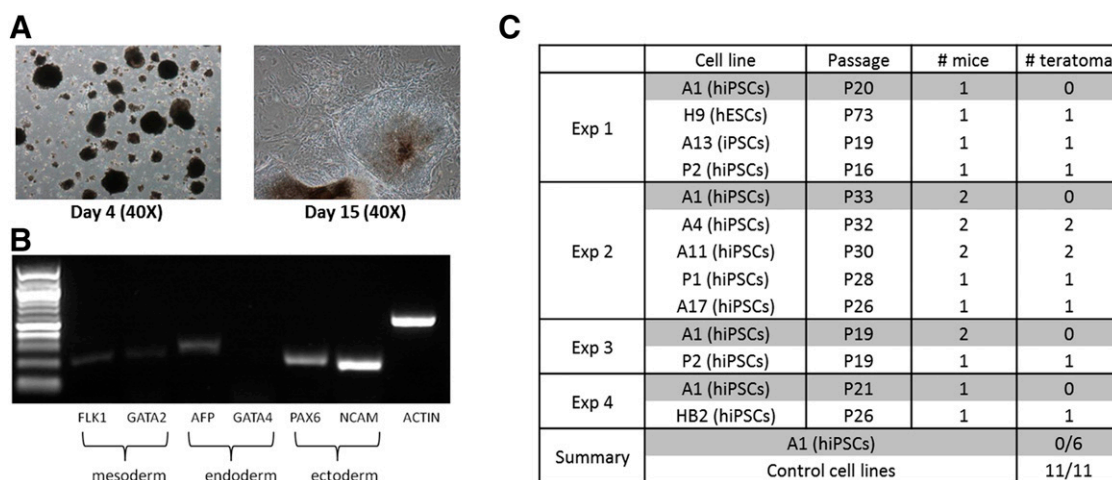 A
Day 4 (40X)
Day 15 (40X)
B
FLK1 GATA2 AFP GATA4 PAX6 NCAM ACTIN
mesoderm endoderm ectoderm
C
Cell line Passage # mice # teratoma
Exp 1
A1 (hiPSCs) P20 1 0
H9 (hESCs) P73 1 1
A13 (iPSCs) P19 1 1
P2 (hiPSCs) P16 1 1
Exp 2
A1 (hiPSCs) P33 2 0
A4 (hiPSCs) P32 2 2
A11 (hiPSCs) P30 2 2
P1 (hiPSCs) P28 1 1
A17 (hiPSCs) P26 1 1
Exp 3
A1 (hiPSCs) P19 2 0
P2 (hiPSCs) P19 1 1
Exp 4
A1 (hiPSCs) P21 1 0
HB2 (hiPSCs) P26 1 1
Summary
A1 (hiPSCs) 0/6
Control cell lines 11/11